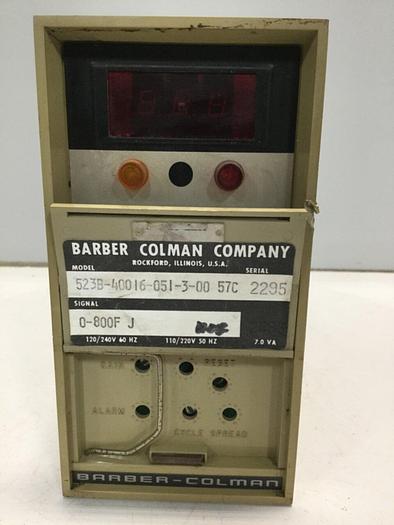 BARBER COLMAN COMPANY
ROCKFORD, ILLINOIS, U.S.A.
MODEL SERIAL
523B-40016-051-3-00 57C 2295
SIGNAL
0-800F J
120/240V 60 HZ 110/220V 50 HZ 7.0 VA
GAIN RESET
ALARM
CYCLE SPREAD
BARBER-COLMAN